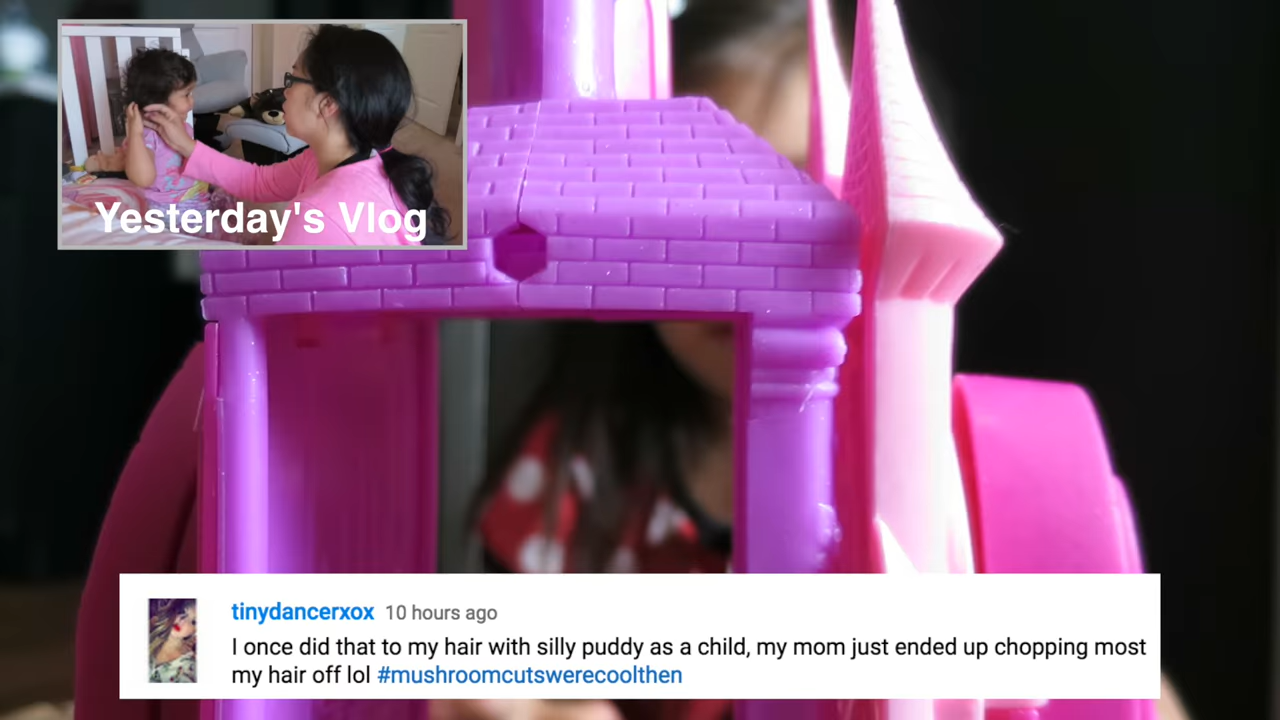 Yesterday's Vlog
tinydancerxox 10 hours ago
I once did that to my hair with silly puddy as a child, my mom just ended up chopping most
my hair off lol #mushroomcutswerecoolthen